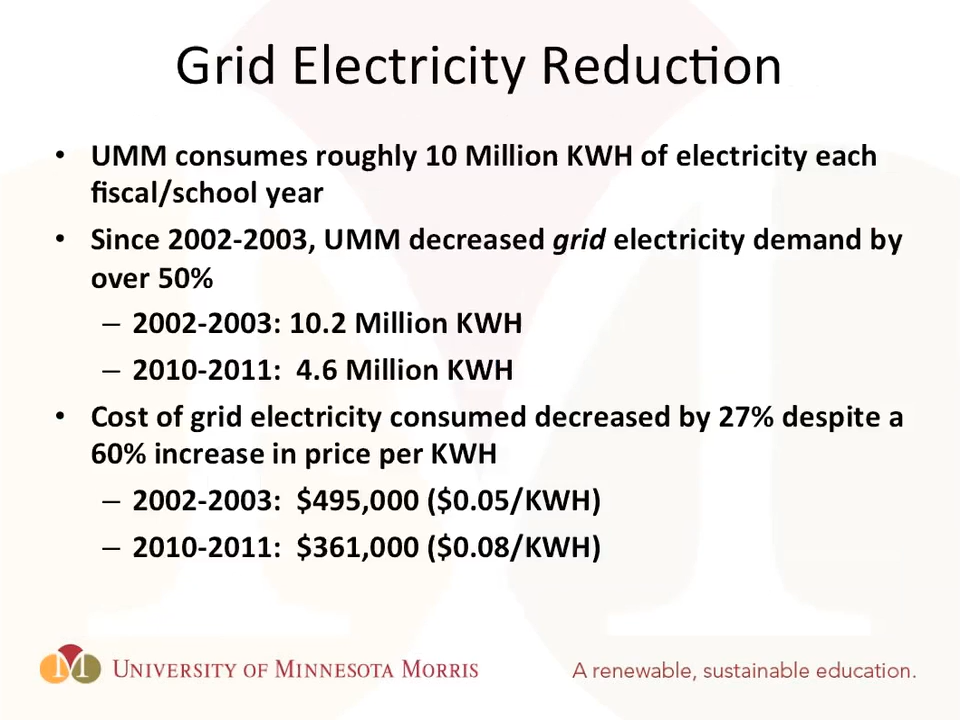 Grid Electricity Reduction
• UMM consumes roughly 10 Million KWH of electricity each
fiscal/school year
• Since 2002-2003, UMM decreased grid electricity demand by
over 50%
– 2002-2003: 10.2 Million KWH
– 2010-2011: 4.6 Million KWH
• Cost of grid electricity consumed decreased by 27% despite a
60% increase in price per KWH
– 2002-2003: $495,000 ($0.05/KWH)
– 2010-2011: $361,000 ($0.08/KWH)
M UNIVERSITY OF MINNESOTA MORRIS
A renewable, sustainable education.